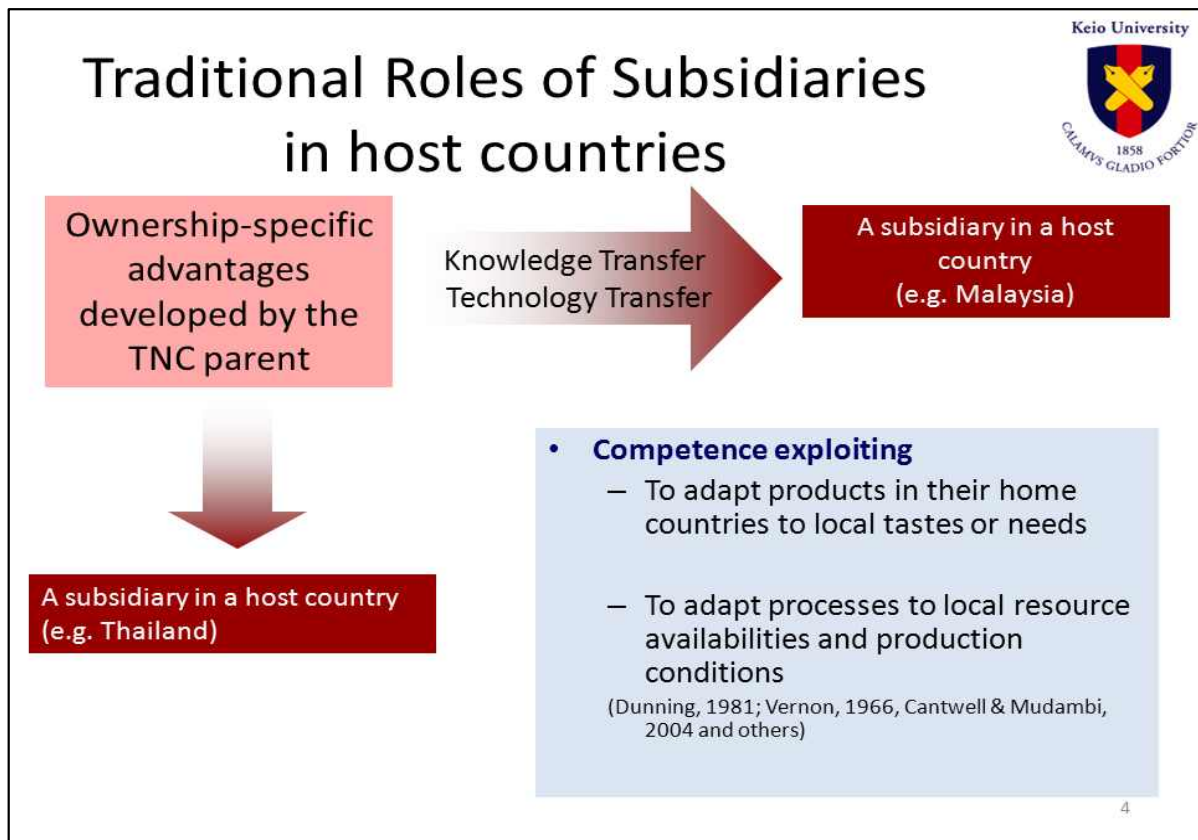 Keio University
1858
CALAMVS GLADIO FORTIOR
Traditional Roles of Subsidiaries
in host countries
Ownership-specific
advantages
developed by the
TNC parent
Knowledge Transfer
Technology Transfer
A subsidiary in a host
country
(e.g. Malaysia)
A subsidiary in a host country
(e.g. Thailand)
• Competence exploiting
– To adapt products in their home
countries to local tastes or needs
– To adapt processes to local resource
availabilities and production
conditions
(Dunning, 1981; Vernon, 1966, Cantwell & Mudambi,
2004 and others)
4